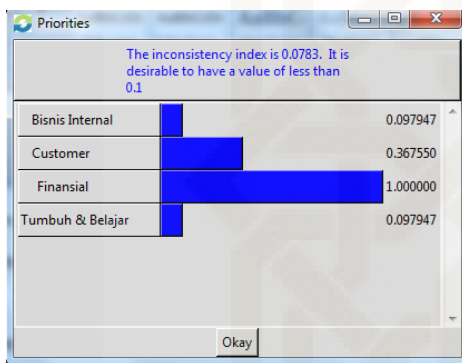 Priorities
The inconsistency index is 0.0783. It is
desirable to have a value of less than
0.1
Bisnis Internal 0.097947
Customer 0.367550
Finansial 1.000000
Tumbuh & Belajar 0.097947
Okay